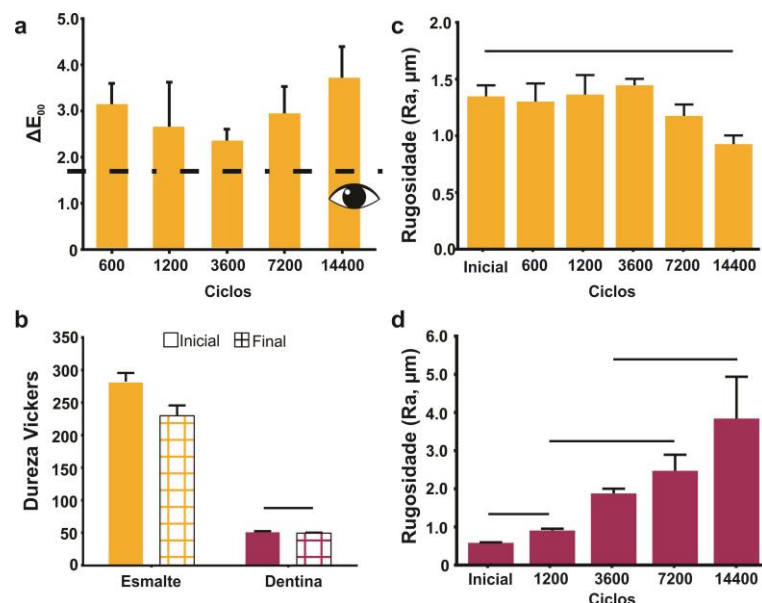 a
ΔE₀₀
5.0
4.0
3.0
2.0
1.0
0
600 1200 3600 7200 14400
Ciclos
c
Rugosidade (Ra, µm)
2.0
1.5
1.0
0.5
0.0
Inicial 600 1200 3600 7200 14400
Ciclos
b
Dureza Vickers
350
300
250
200
150
100
50
0
Inicial Final
Esmalte Dentina
d
Rugosidade (Ra, µm)
6.0
5.0
4.0
3.0
2.0
1.0
0.0
Inicial 1200 3600 7200 14400
Ciclos